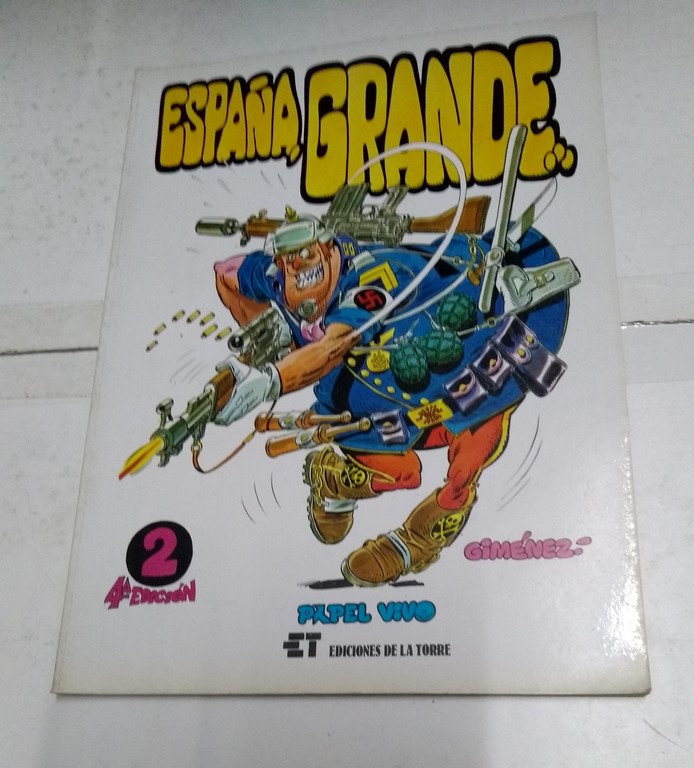 ESPAÑA, GRANDE...
GIMÉNEZ:
2
4ª EDICIÓN
PAPEL VIVO
ET EDICIONES DE LA TORRE